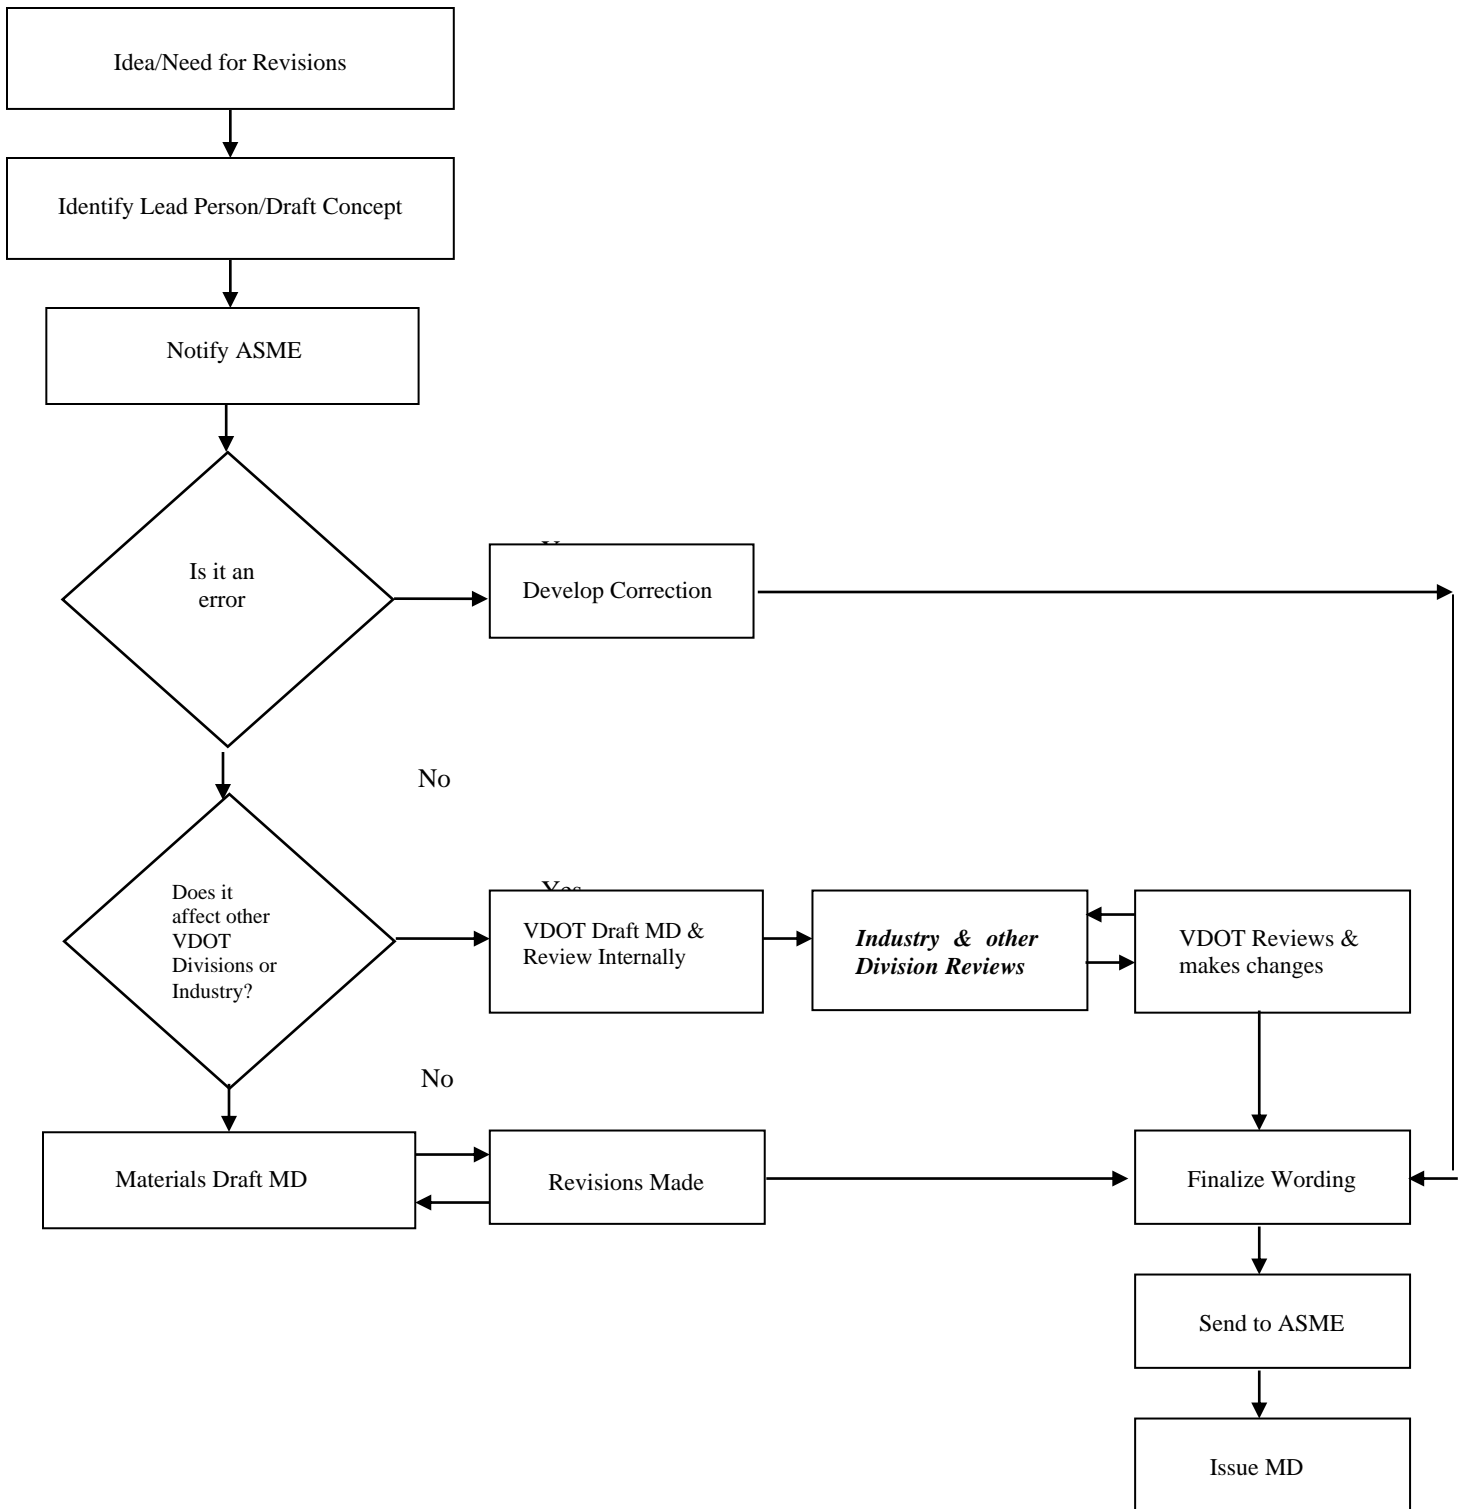 Idea/Need for Revisions
Identify Lead Person/Draft Concept
Notify ASME
Is it an
error
Develop Correction
No
Does it
affect other
VDOT
Divisions or
Industry?
Yes
VDOT Draft MD &
Review Internally
Industry & other
Division Reviews
VDOT Reviews &
makes changes
No
Materials Draft MD
Revisions Made
Finalize Wording
Send to ASME
Issue MD